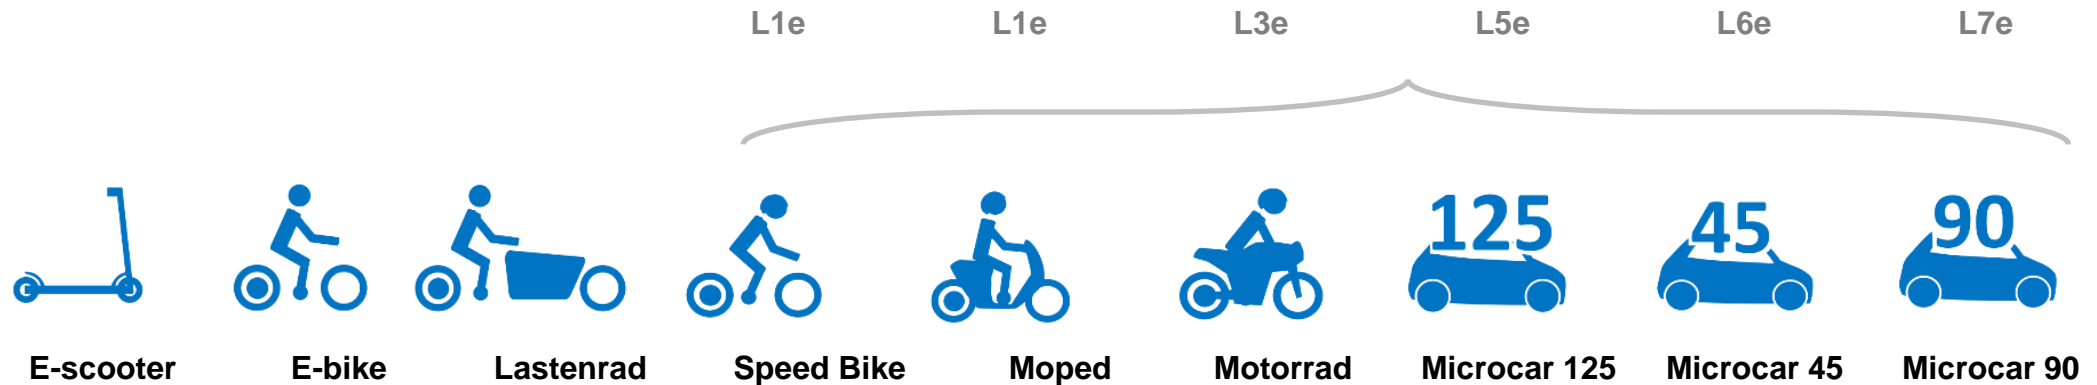 L1e L1e L3e L5e L6e L7e
125 45 90
E-scooter E-bike Lastenrad Speed Bike Moped Motorrad Microcar 125 Microcar 45 Microcar 90